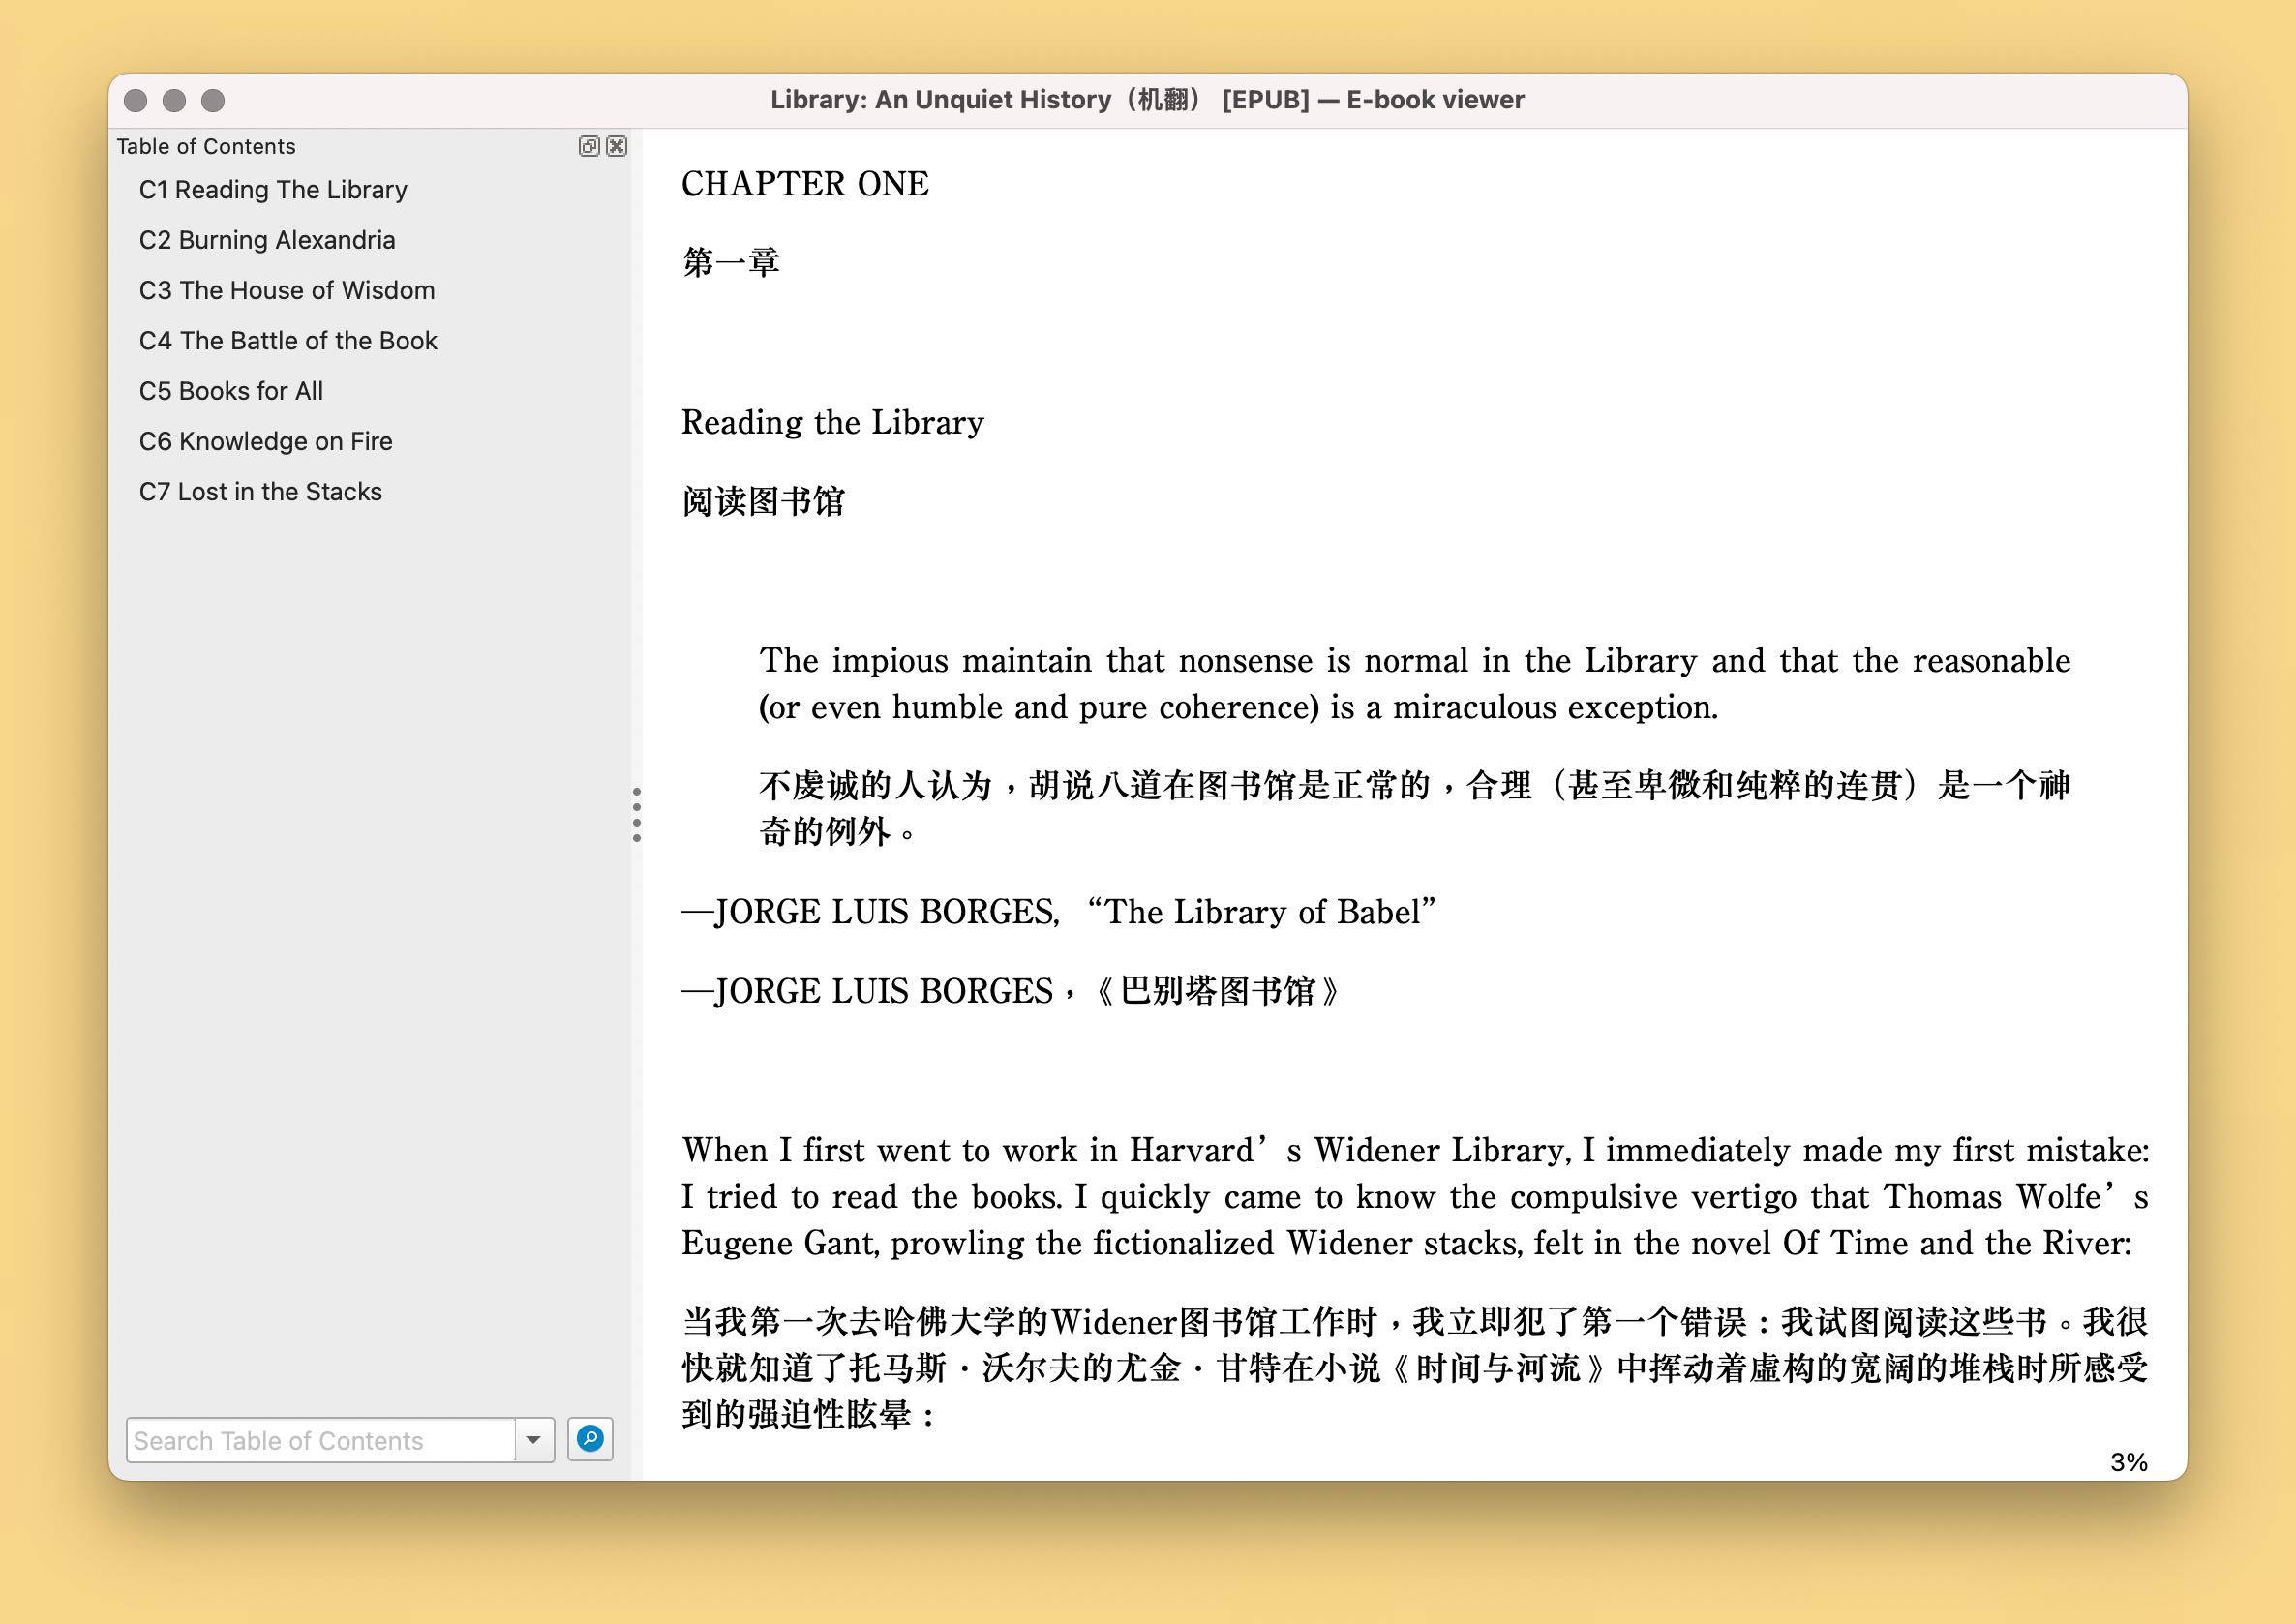 Library: An Unquiet History（机翻） [EPUB] — E-book viewer
Table of Contents
C1 Reading The Library
C2 Burning Alexandria
C3 The House of Wisdom
C4 The Battle of the Book
C5 Books for All
C6 Knowledge on Fire
C7 Lost in the Stacks
Search Table of Contents
CHAPTER ONE
第一章
Reading the Library
阅读图书馆
The impious maintain that nonsense is normal in the Library and that the reasonable
(or even humble and pure coherence) is a miraculous exception.
不虔诚的人认为，胡说八道在图书馆是正常的，合理（甚至卑微和纯粹的连贯）是一个神
奇的例外。
—JORGE LUIS BORGES, “The Library of Babel”
—JORGE LUIS BORGES，《巴别塔图书馆》
When I first went to work in Harvard’s Widener Library, I immediately made my first mistake:
I tried to read the books. I quickly came to know the compulsive vertigo that Thomas Wolfe’s
Eugene Gant, prowling the fictionalized Widener stacks, felt in the novel Of Time and the River:
当我第一次去哈佛大学的Widener图书馆工作时，我立即犯了第一个错误：我试图阅读这些书。我很
快就知道了托马斯·沃尔夫的尤金·甘特在小说《时间与河流》中挥动着虚构的宽阔的堆栈时所感受
到的强迫性眩晕：
3%